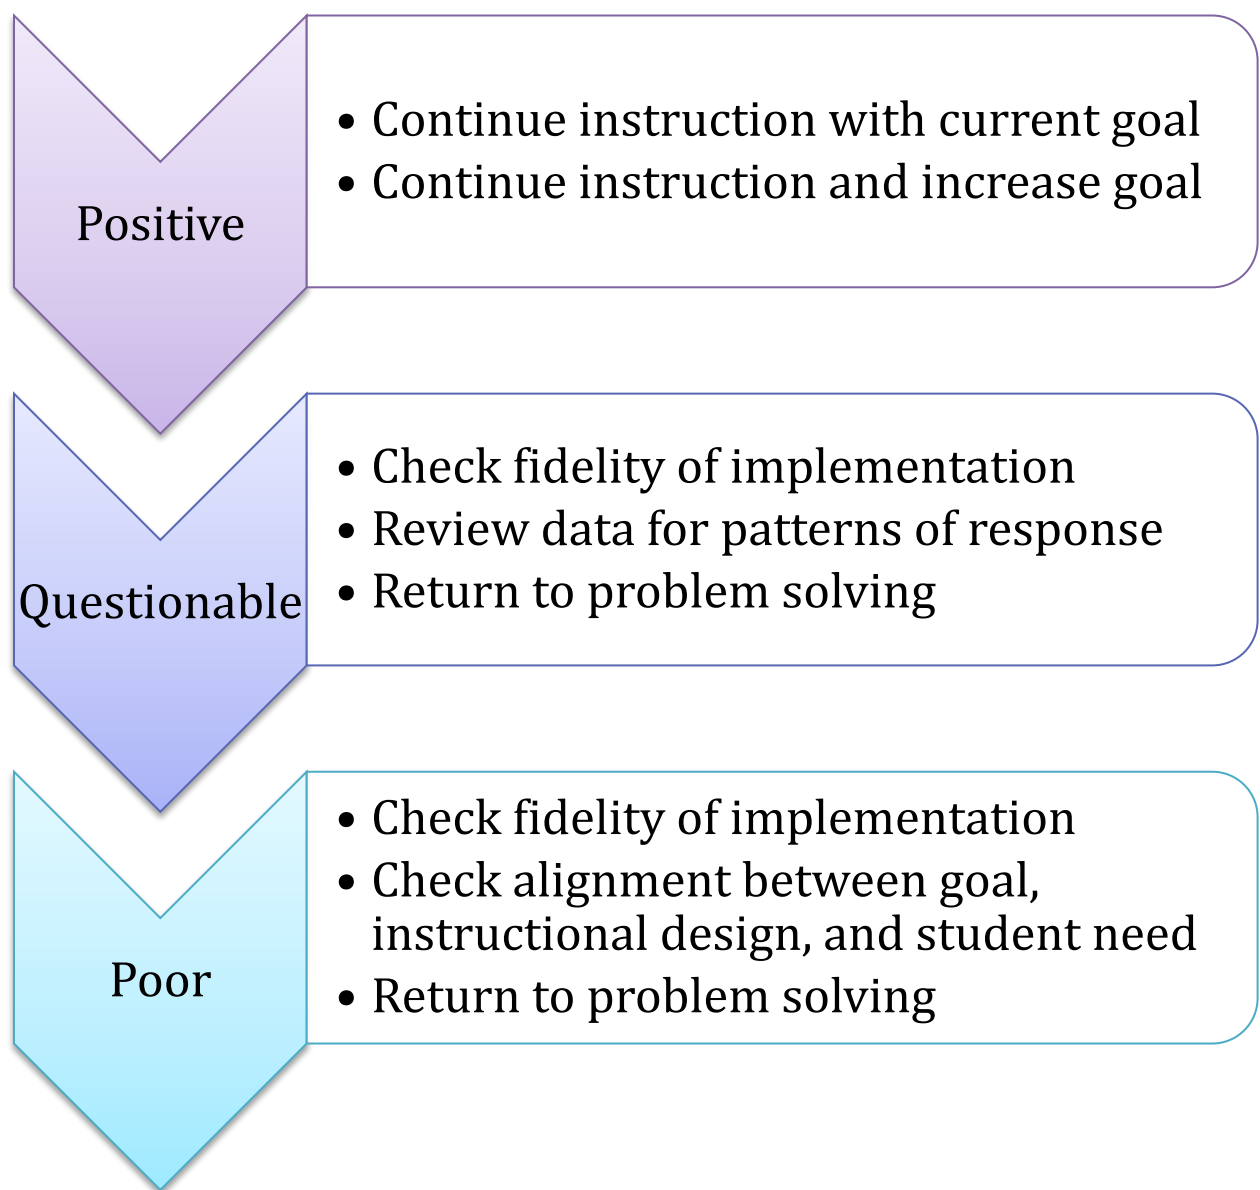 Positive
• Continue instruction with current goal
• Continue instruction and increase goal
Questionable
• Check fidelity of implementation
• Review data for patterns of response
• Return to problem solving
Poor
• Check fidelity of implementation
• Check alignment between goal,
instructional design, and student need
• Return to problem solving